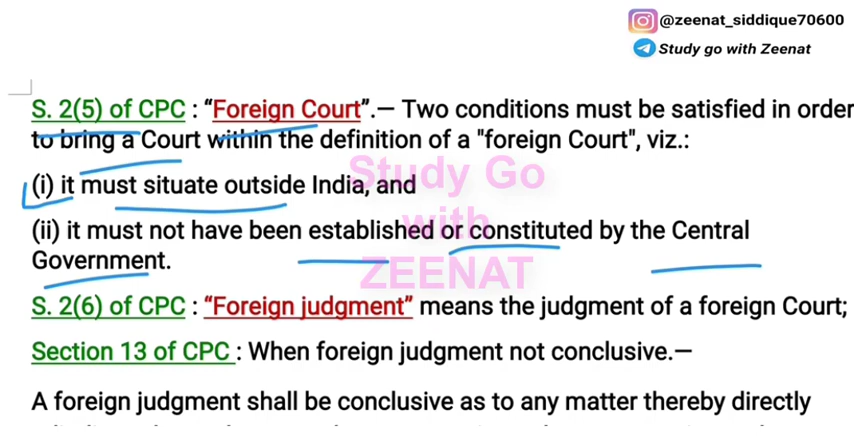 @zeenat_siddique70600
Study go with Zeenat
S. 2(5) of CPC : “Foreign Court”.— Two conditions must be satisfied in order
to bring a Court within the definition of a "foreign Court", viz.:
(i) it must situate outside India, and
(ii) it must not have been established or constituted by the Central
Government.
Study Go
with
ZEENAT
S. 2(6) of CPC : “Foreign judgment” means the judgment of a foreign Court;
Section 13 of CPC : When foreign judgment not conclusive.—
A foreign judgment shall be conclusive as to any matter thereby directly